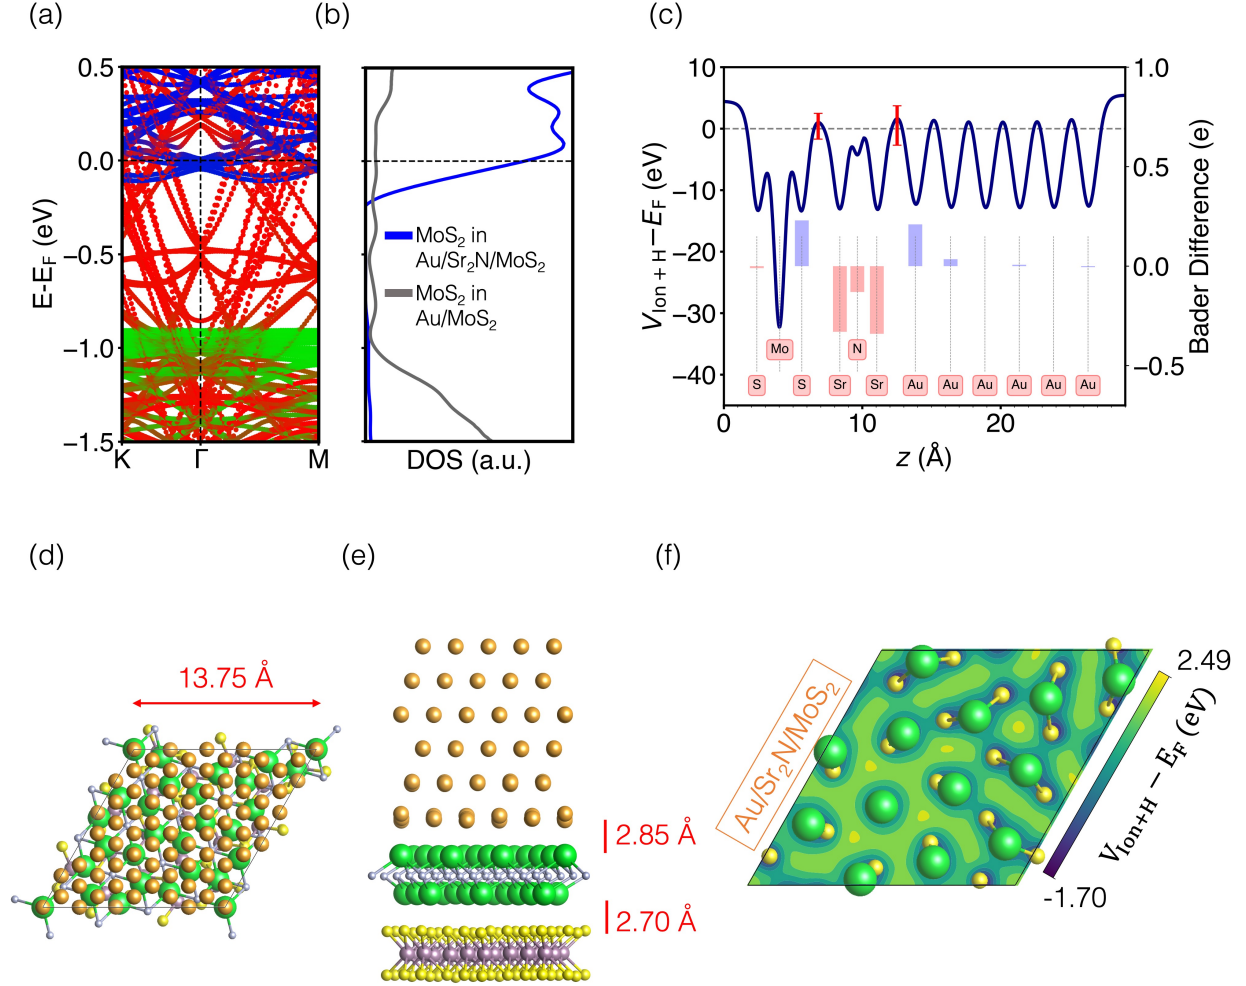 (a)
(b)
(c)
0.5
0.0
−0.5
−1.0
−1.5
E-E_F (eV)
K Γ M
MoS₂ in
Au/Sr₂N/MoS₂
MoS₂ in
Au/MoS₂
DOS (a.u.)
10
0
−10
−20
−30
−40
V_Ion + H − E_F (eV)
1.0
0.5
0.0
−0.5
Bader Difference (e)
Mo N
S S Sr Sr Au Au Au Au Au Au
0 10 20
z (Å)
(d)
(e)
(f)
13.75 Å
2.85 Å
2.70 Å
Au/Sr₂N/MoS₂
2.49
V_Ion+H − E_F (eV)
-1.70